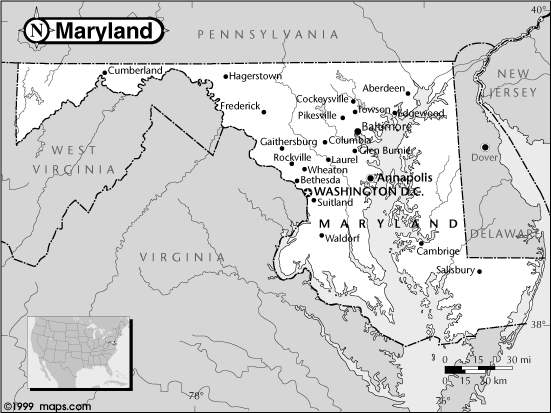 N Maryland
PENNSYLVANIA
40°
Cumberland
Hagerstown
NEW
JERSEY
Aberdeen
Cockeysville
Frederick
Towson
Edgewood
Pikesville
Baltimore
WEST
VIRGINIA
Gaithersburg
Columbia
Glen Burnie
Dover
Rockville
Laurel
Wheaton
Bethesda
Annapolis
WASHINGTON D.C.
Suitland
MARYLAND
DELAWARE
Waldorf
Cambrige
VIRGINIA
Salisbury
38°
0 15 30 mi
0 15 30 km
78°
76°
©1999 maps.com